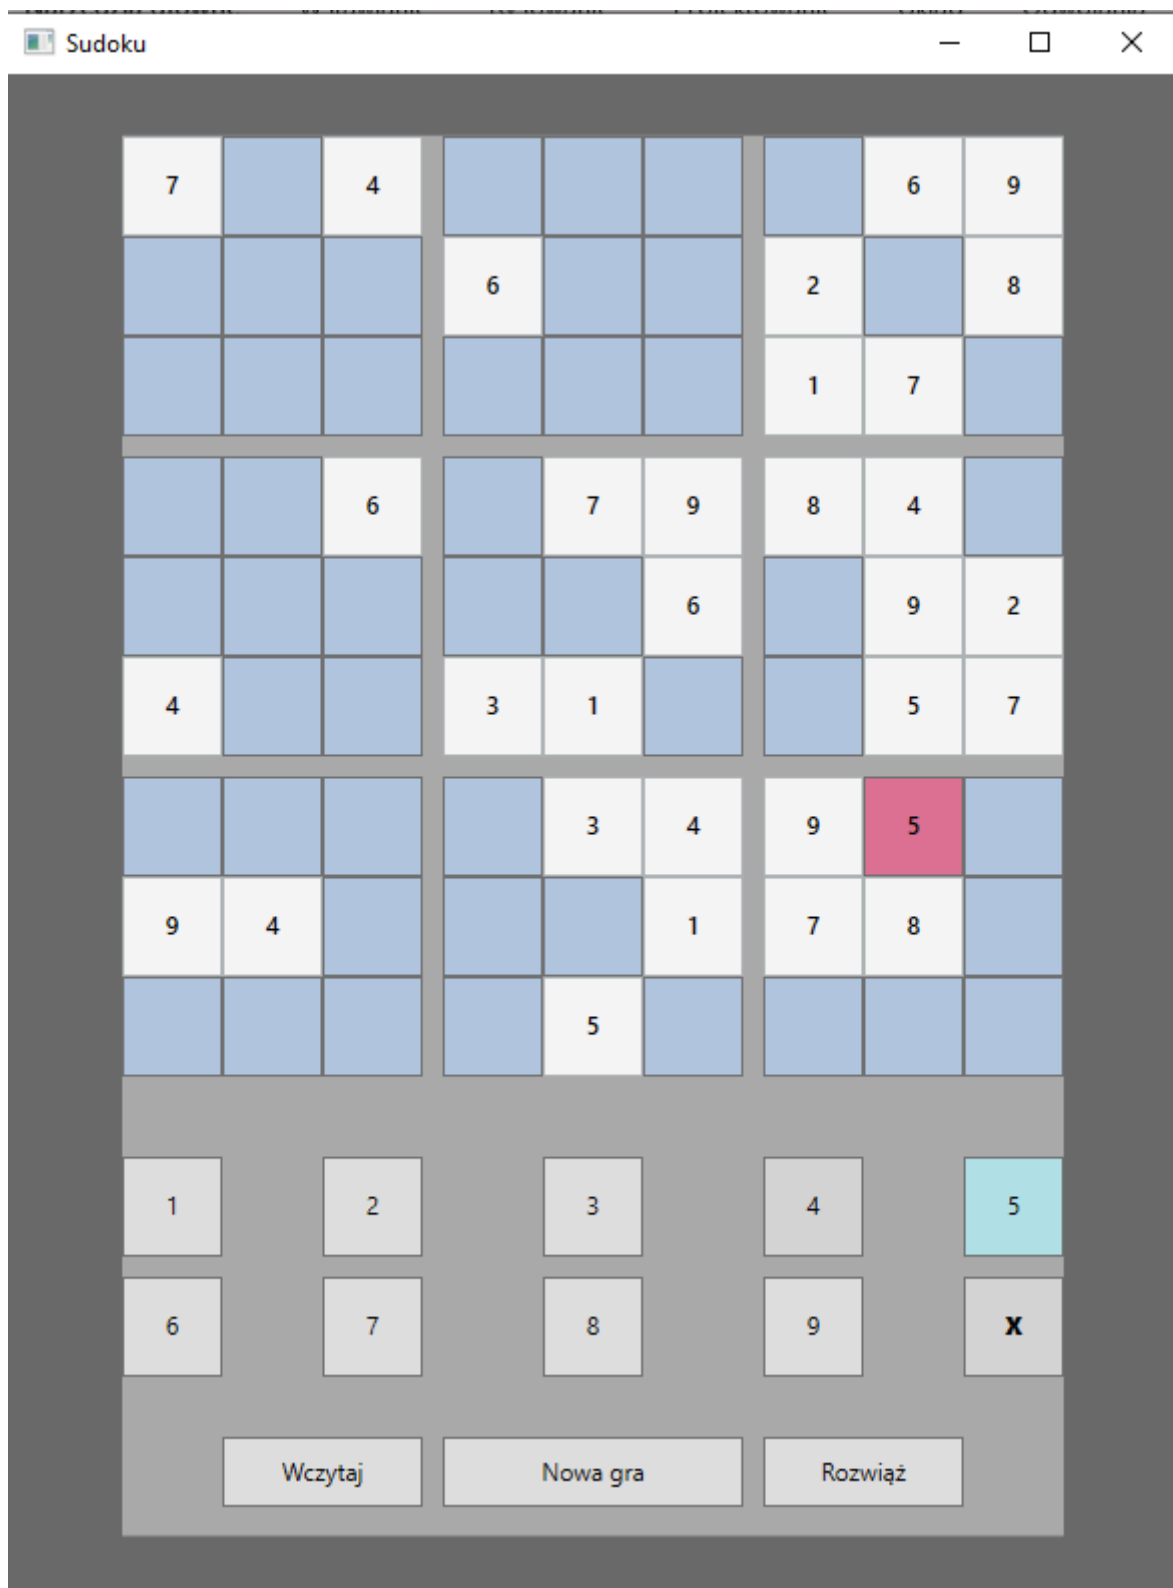 Sudoku
7 4 6 9
6 2 8
1 7
6 7 9 8 4
6 9 2
4 3 1 5 7
3 4 9 5
9 4 1 7 8
5
1 2 3 4 5
6 7 8 9 X
Wczytaj Nowa gra Rozwiąż